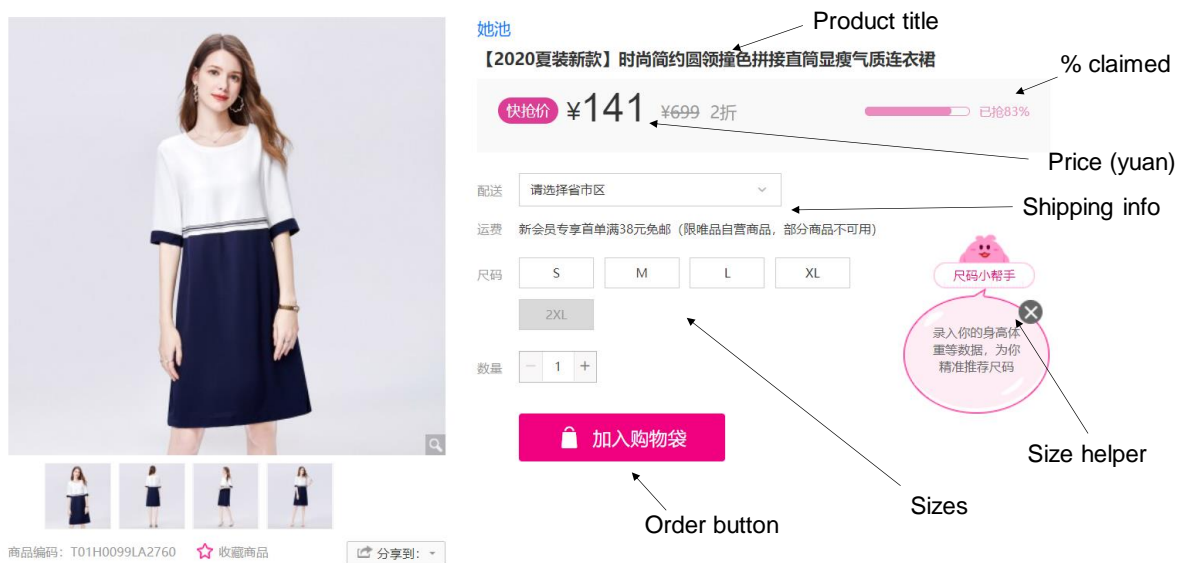 她池
Product title
【2020夏装新款】时尚简约圆领撞色拼接直筒显瘦气质连衣裙
% claimed
快抢价 ¥141 ¥699 2折
已抢83%
Price (yuan)
配送 请选择省市区
Shipping info
运费 新会员专享首单满38元免邮（限唯品自营商品，部分商品不可用）
尺码 S M L XL
2XL
尺码小帮手
录入你的身高体
重等数据，为你
精准推荐尺码
数量 − 1 +
加入购物袋
Size helper
Sizes
Order button
商品编码：T01H0099LA2760 收藏商品 分享到：